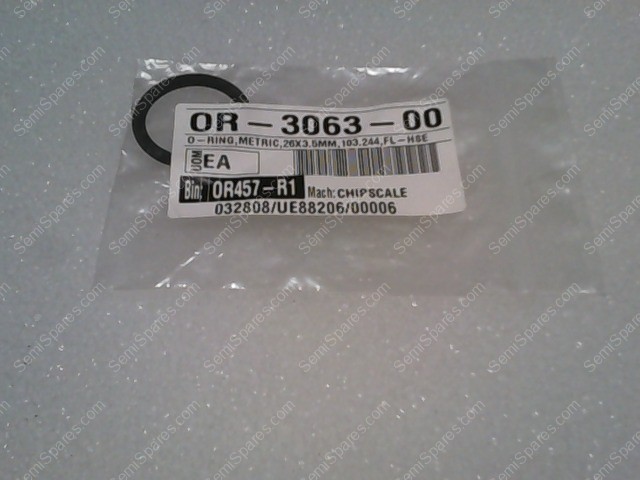 OR-3063-00
O-RING,METRIC,26X3.5MM,103.244,FL-HSE
UOM EA
Bin: OR457-R1 Mach: CHIPSCALE
032808/UE88206/00006
SemiSpares.com